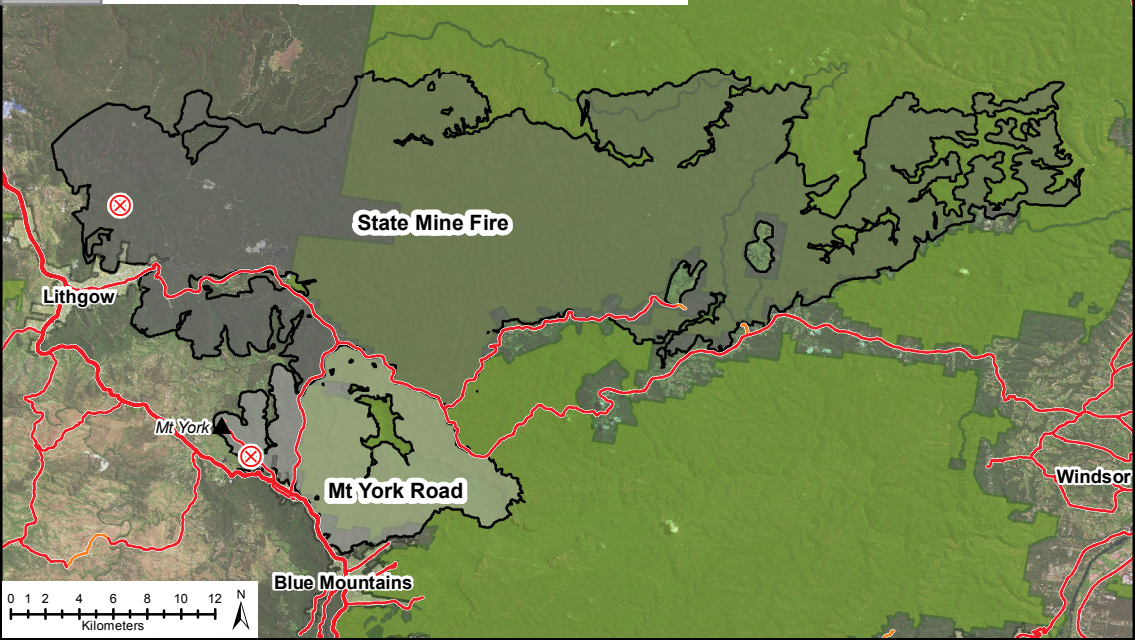 State Mine Fire
Lithgow
Mt York
Windsor
Mt York Road
Blue Mountains
0 1 2 4 6 8 10 12
Kilometers
N